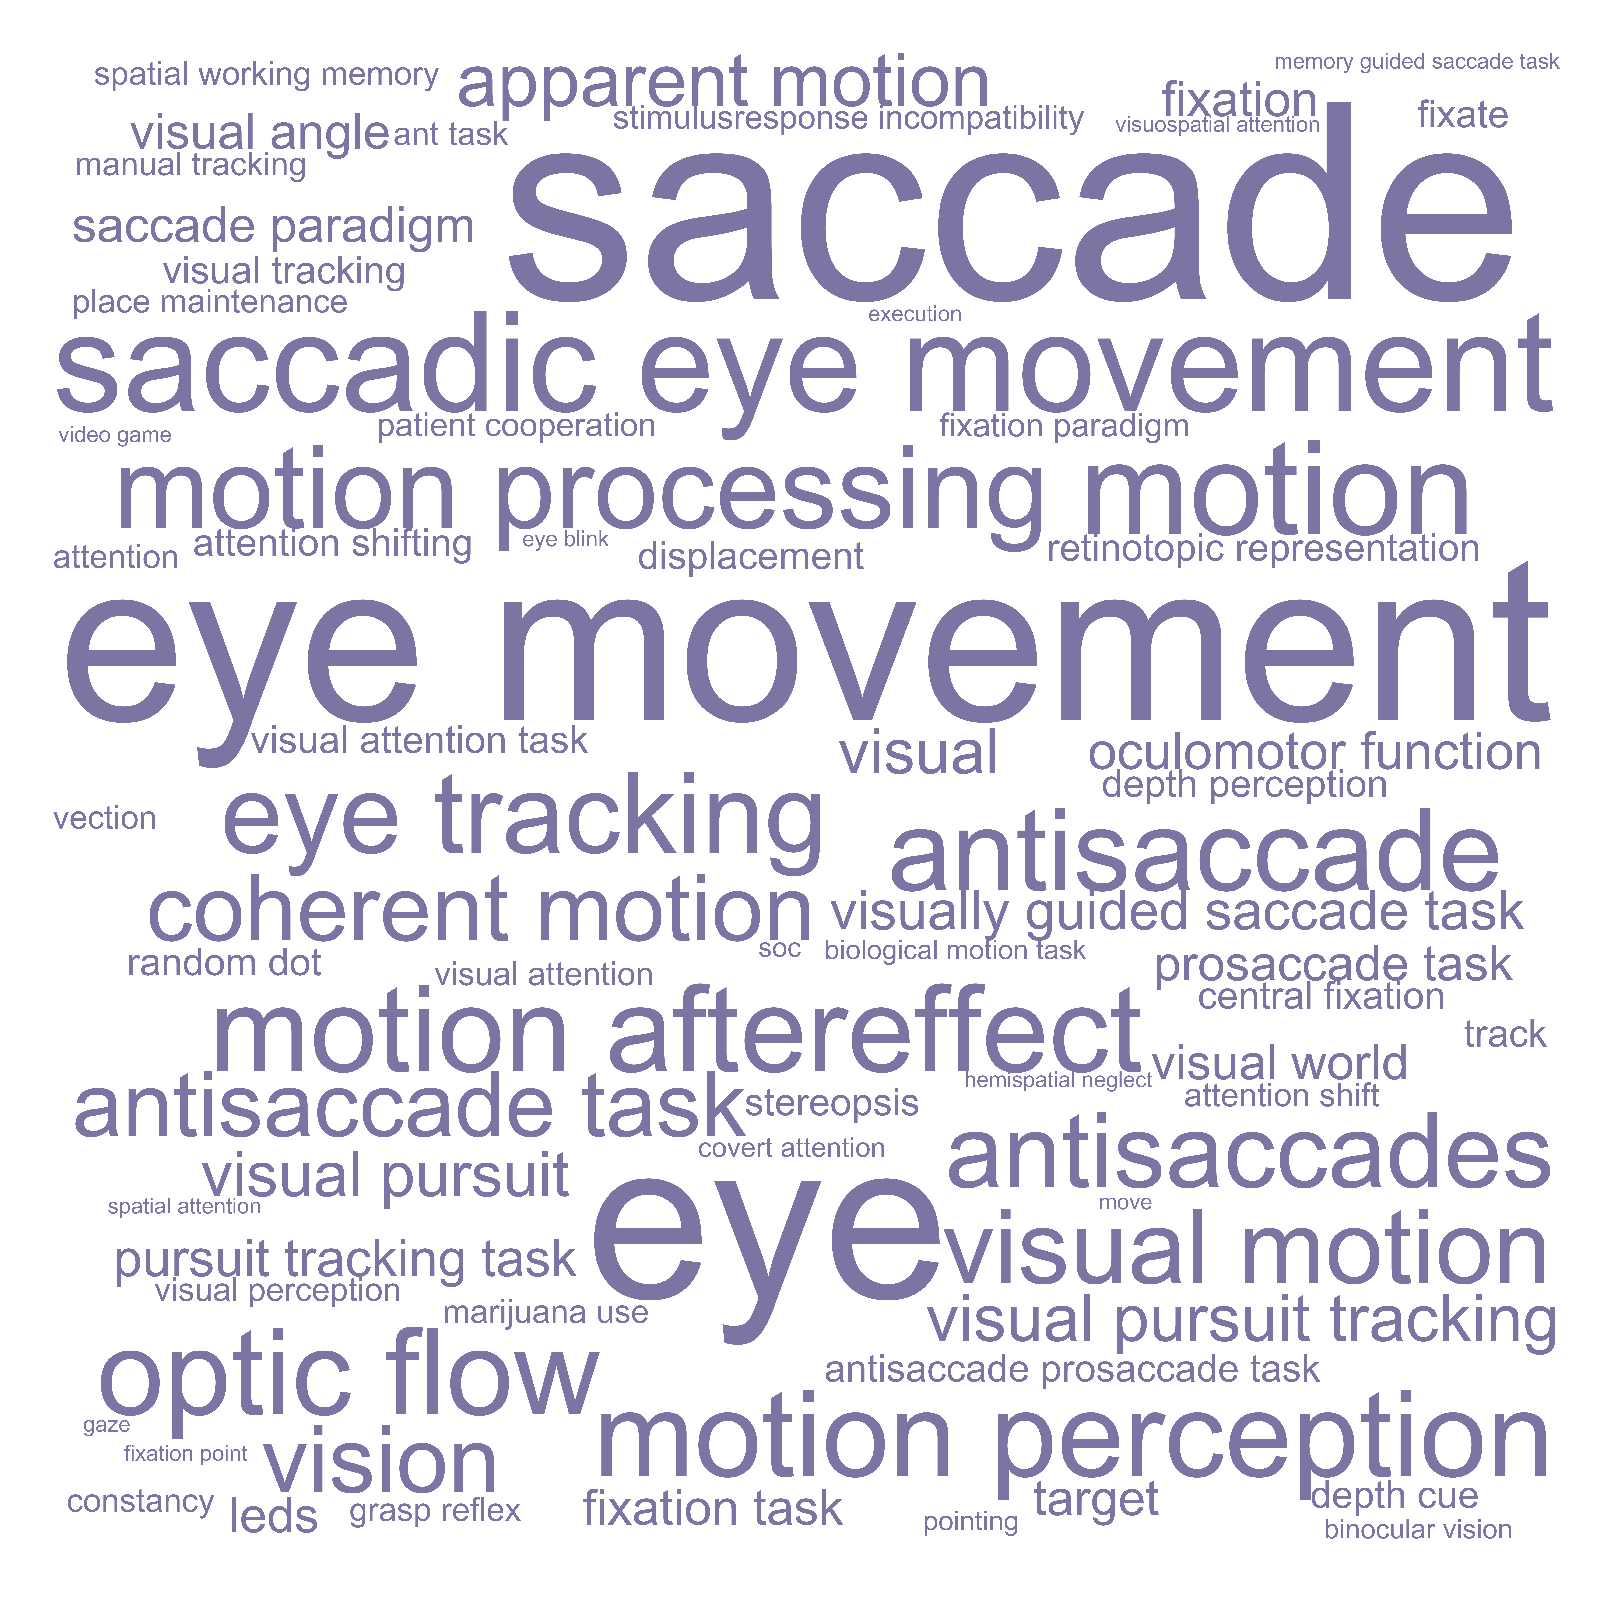 spatial working memory
apparent motion
memory guided saccade task
visual angle
ant task
stimulusresponse incompatibility
fixation
visuospatial attention
fixate
manual tracking
saccade
saccade paradigm
visual tracking
place maintenance
execution
saccadic eye movement
video game
patient cooperation
fixation paradigm
motion processing
motion
attention
attention shifting
eye blink
displacement
retinotopic representation
eye movement
visual attention task
visual
oculomotor function
depth perception
vection
eye tracking
antisaccade
coherent motion
visually guided saccade task
random dot
visual attention
soc
biological motion task
prosaccade task
central fixation
motion aftereffect
track
visual world
hemispatial neglect
attention shift
antisaccade task
stereopsis
covert attention
antisaccades
visual pursuit
spatial attention
eye
move
pursuit tracking task
visual perception
visual motion
marijuana use
visual pursuit tracking
optic flow
antisaccade prosaccade task
gaze
fixation point
vision
motion perception
constancy
leds
grasp reflex
fixation task
pointing
target
depth cue
binocular vision